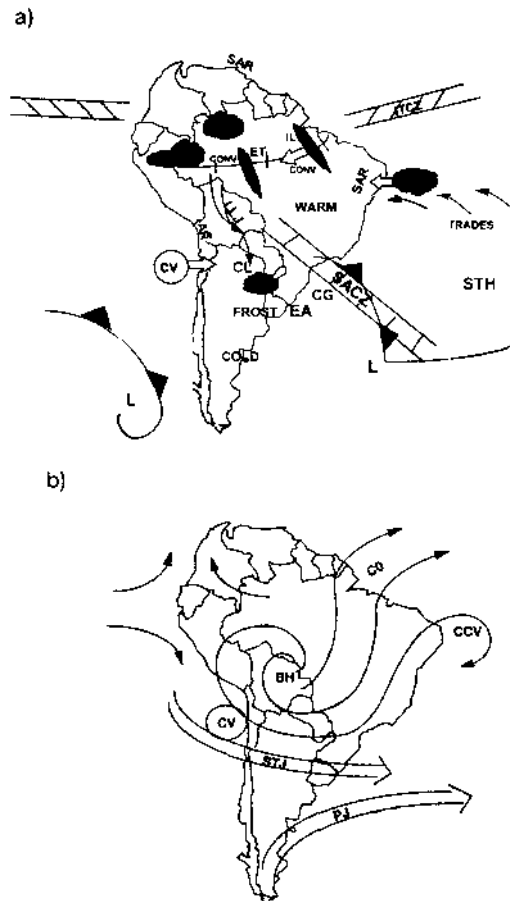 a)
SAR
ITCZ
IL
ET
CONV
CONV
SAR
WARM
TRADES
LLJ
CV
CL
SACZ
STH
CG
FROST
EA
COLD
L
L
b)
CO
CCV
BH
CV
STJ
PJ